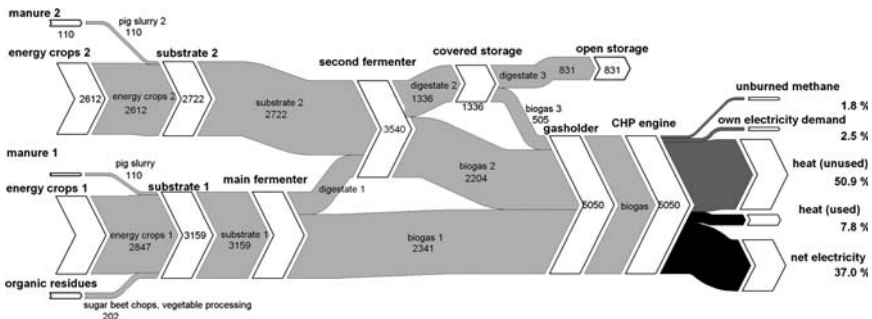 manure 2
110
pig slurry 2
110
energy crops 2
2612
energy crops 2
2612
substrate 2
2722
substrate 2
2722
second fermenter
3540
digestate 2
1336
covered storage
1336
digestate 3
831
open storage
831
biogas 3
505
biogas 2
2204
gasholder
5050
CHP engine
biogas
5050
unburned methane
1.8 %
own electricity demand
2.5 %
heat (unused)
50.9 %
heat (used)
7.8 %
net electricity
37.0 %
manure 1
pig slurry
110
energy crops 1
energy crops 1
2847
substrate 1
3159
substrate 1
3159
main fermenter
digestate 1
biogas 1
2341
organic residues
sugar beet chops, vegetable processing
202